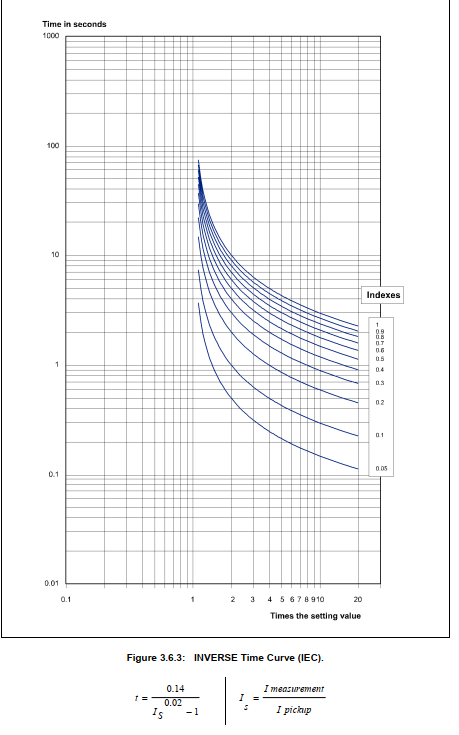 Time in seconds
1000
100
10
1
0.1
0.01
Indexes
1
0.9
0.8
0.7
0.6
0.5
0.4
0.3
0.2
0.1
0.05
0.1 1 2 3 4 5 6 7 8 9 10 20
Times the setting value
Figure 3.6.3: INVERSE Time Curve (IEC).
t = 0.14 / (I_S^0.02 − 1)
I_s = I measurement / I pickup